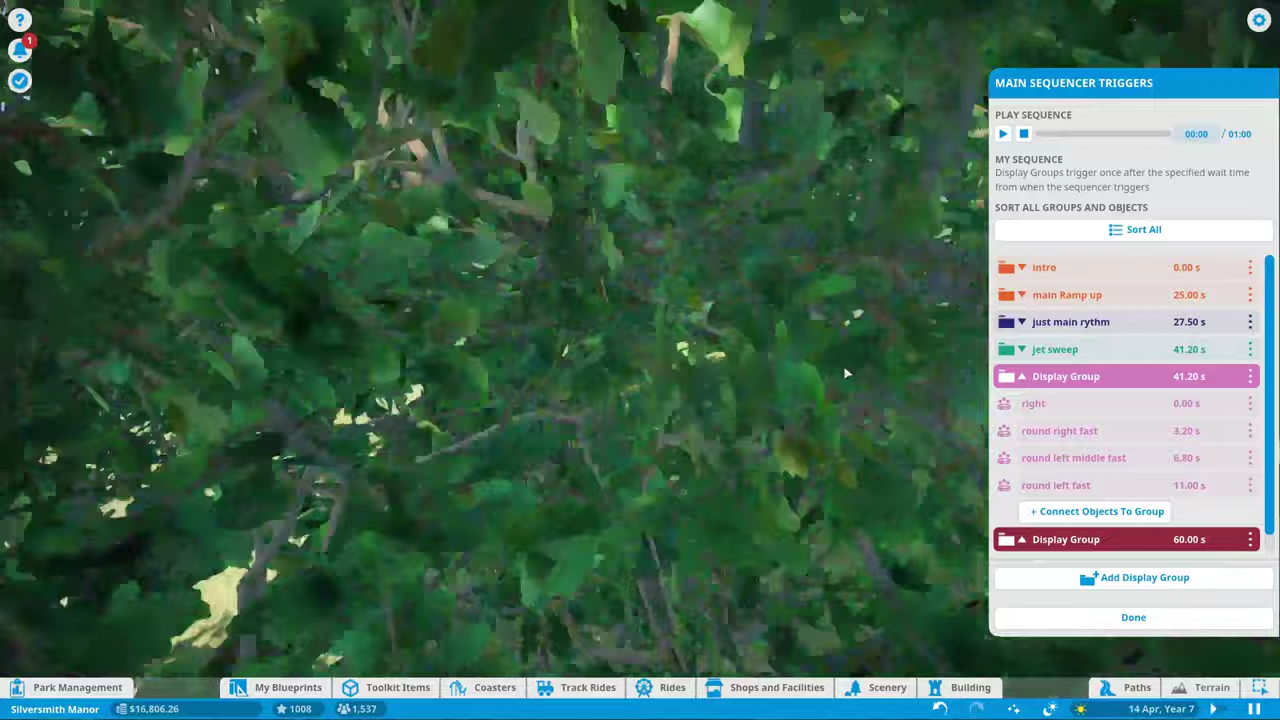 ?
1
MAIN SEQUENCER TRIGGERS
PLAY SEQUENCE
00:00 / 01:00
MY SEQUENCE
Display Groups trigger once after the specified wait time
from when the sequencer triggers
SORT ALL GROUPS AND OBJECTS
Sort All
intro 0.00 s
main Ramp up 25.00 s
just main rythm 27.50 s
jet sweep 41.20 s
Display Group 41.20 s
right 0.00 s
round right fast 3.20 s
round left middle fast 6.80 s
round left fast 11.00 s
+ Connect Objects To Group
Display Group 60.00 s
Add Display Group
Done
Park Management My Blueprints Toolkit Items Coasters Track Rides Rides Shops and Facilities Scenery Building Paths Terrain
Silversmith Manor $16,806.26 1008 1,537 14 Apr, Year 7